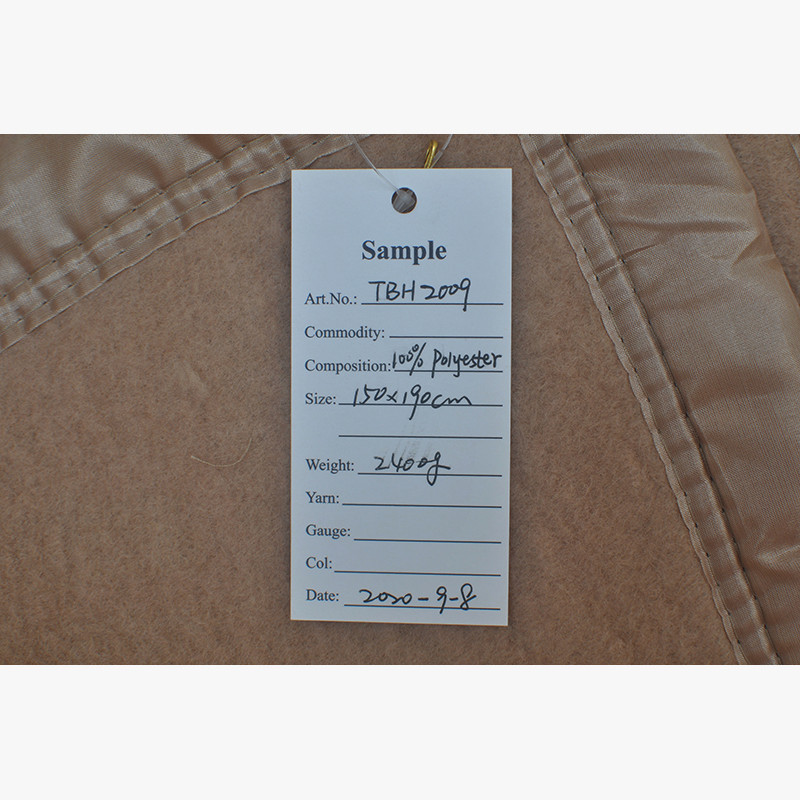 Sample
Art.No.: TBH2009
Commodity:
Composition: 100% Polyester
Size: 150x190cm
Weight: 2400g
Yarn:
Gauge:
Col:
Date: 2020-9-8